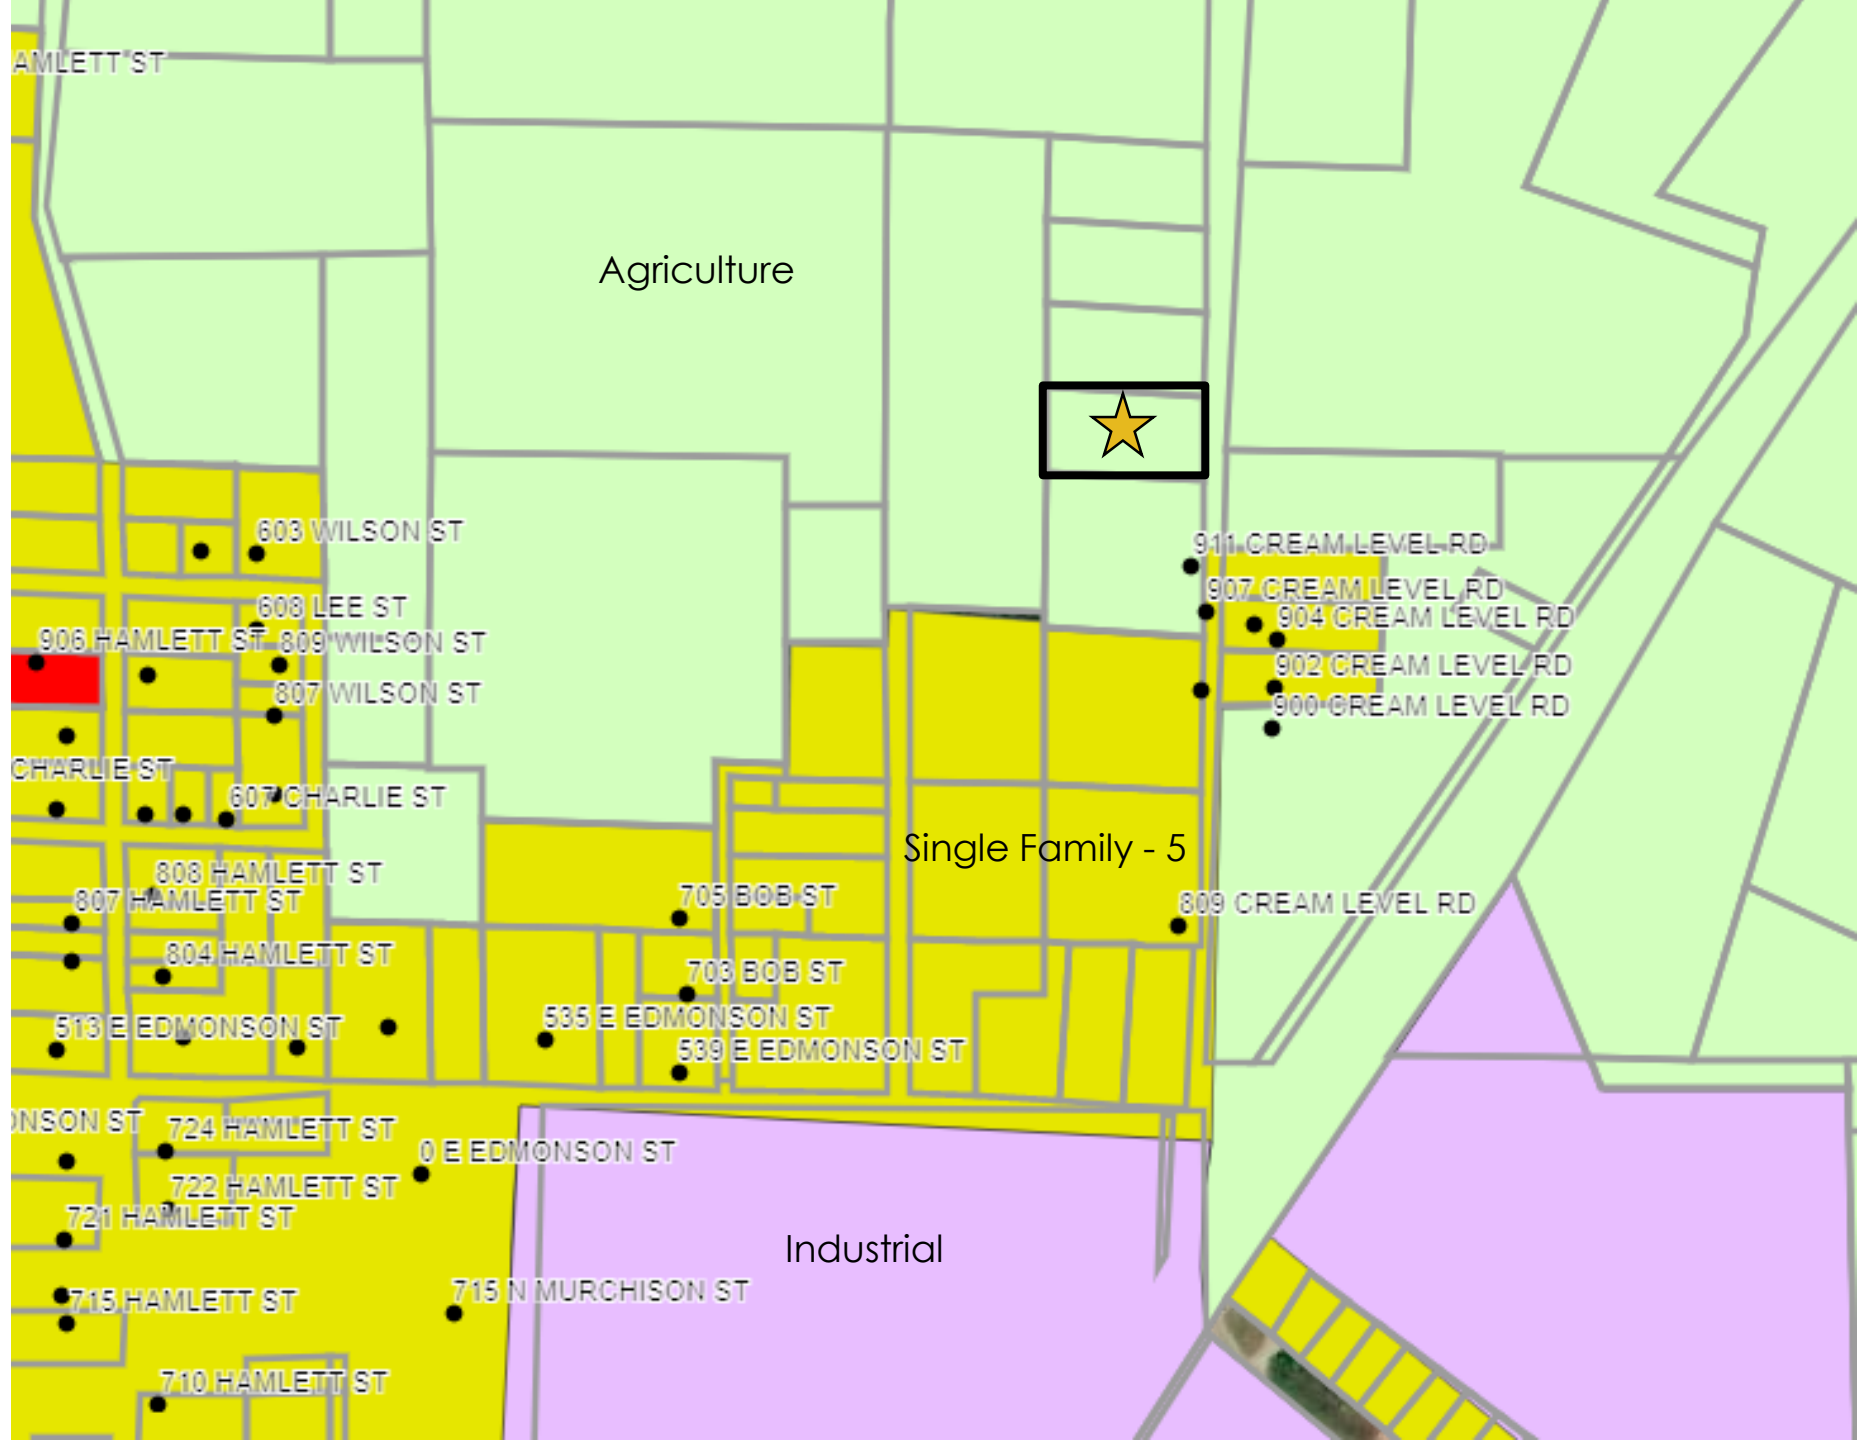 AMLETT ST
Agriculture
603 WILSON ST
911 CREAM LEVEL RD
907 CREAM LEVEL RD
608 LEE ST
904 CREAM LEVEL RD
906 HAMLETT ST
809 WILSON ST
902 CREAM LEVEL RD
807 WILSON ST
900 CREAM LEVEL RD
CHARLIE ST
607 CHARLIE ST
Single Family - 5
808 HAMLETT ST
807 HAMLETT ST
705 BOB ST
809 CREAM LEVEL RD
804 HAMLETT ST
703 BOB ST
513 E EDMONSON ST
535 E EDMONSON ST
539 E EDMONSON ST
ONSON ST
724 HAMLETT ST
0 E EDMONSON ST
722 HAMLETT ST
721 HAMLETT ST
Industrial
715 HAMLETT ST
715 N MURCHISON ST
710 HAMLETT ST